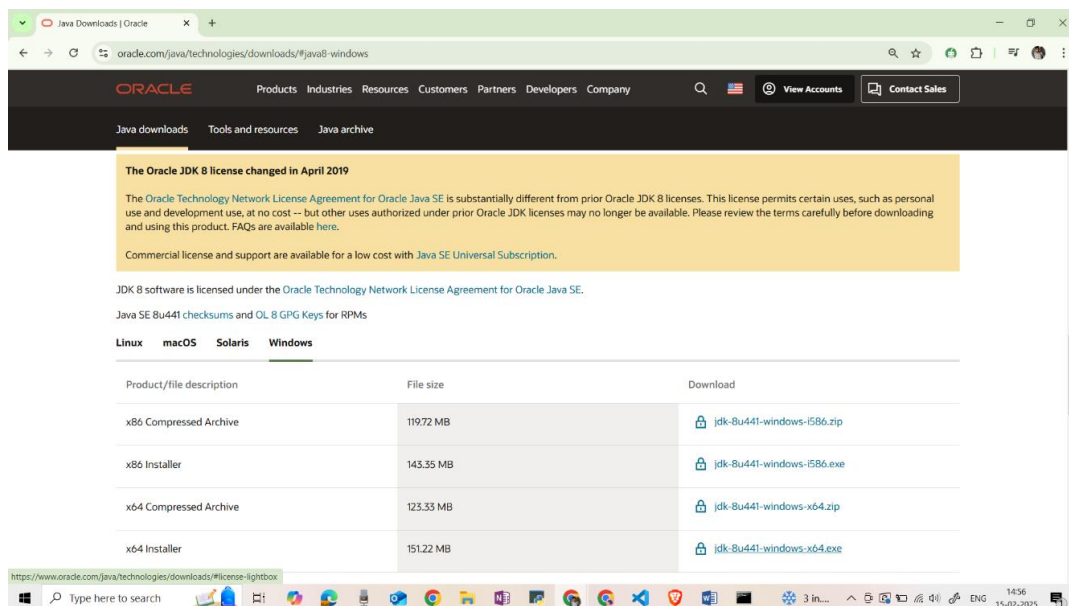 Java Downloads | Oracle
oracle.com/java/technologies/downloads/#java8-windows
ORACLE Products Industries Resources Customers Partners Developers Company View Accounts Contact Sales
Java downloads Tools and resources Java archive
The Oracle JDK 8 license changed in April 2019
The Oracle Technology Network License Agreement for Oracle Java SE is substantially different from prior Oracle JDK 8 licenses. This license permits certain uses, such as personal
use and development use, at no cost -- but other uses authorized under prior Oracle JDK licenses may no longer be available. Please review the terms carefully before downloading
and using this product. FAQs are available here.
Commercial license and support are available for a low cost with Java SE Universal Subscription.
JDK 8 software is licensed under the Oracle Technology Network License Agreement for Oracle Java SE.
Java SE 8u441 checksums and OL 8 GPG Keys for RPMs
Linux macOS Solaris Windows
Product/file description File size Download
x86 Compressed Archive 119.72 MB jdk-8u441-windows-i586.zip
x86 Installer 143.35 MB jdk-8u441-windows-i586.exe
x64 Compressed Archive 123.33 MB jdk-8u441-windows-x64.zip
x64 Installer 151.22 MB jdk-8u441-windows-x64.exe
https://www.oracle.com/java/technologies/downloads/#license-lightbox
Type here to search 3 in... ENG 14:56
15-02-2025